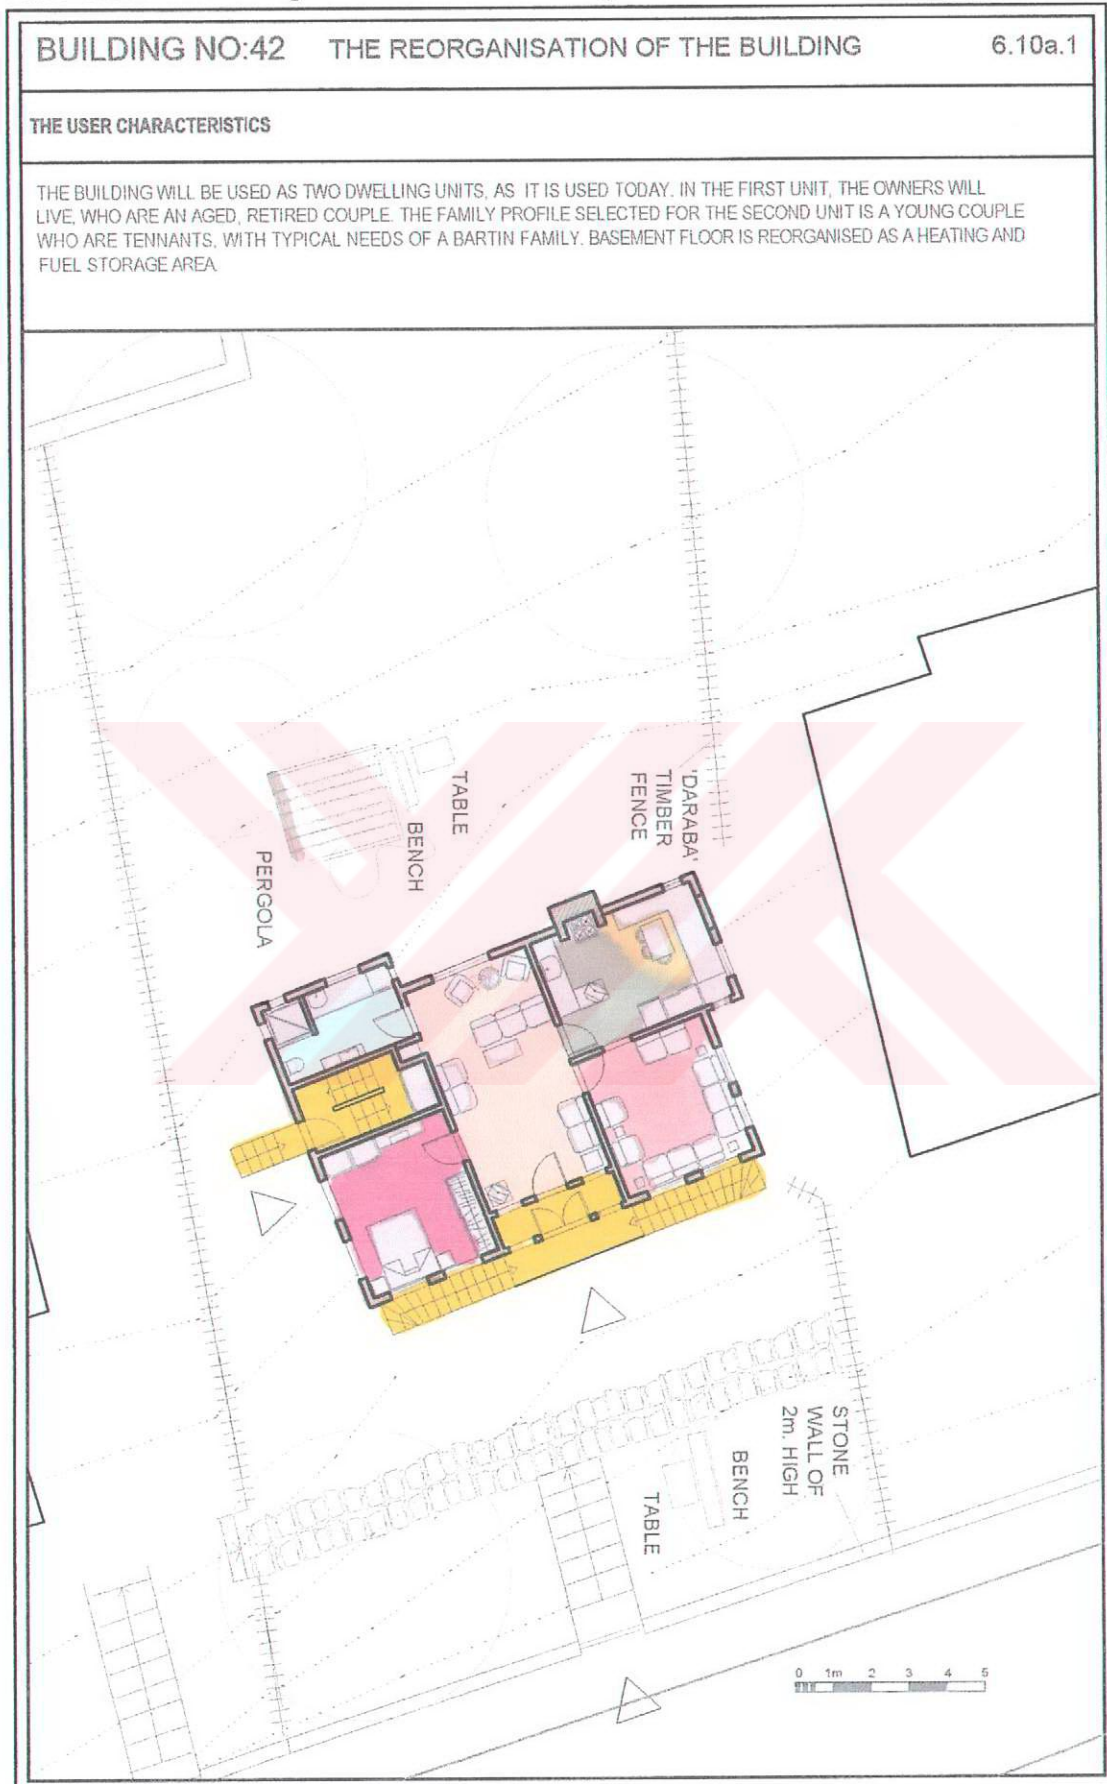 BUILDING NO:42 THE REORGANISATION OF THE BUILDING 6.10a.1
THE USER CHARACTERISTICS
THE BUILDING WILL BE USED AS TWO DWELLING UNITS, AS IT IS USED TODAY. IN THE FIRST UNIT, THE OWNERS WILL
LIVE, WHO ARE AN AGED, RETIRED COUPLE. THE FAMILY PROFILE SELECTED FOR THE SECOND UNIT IS A YOUNG COUPLE
WHO ARE TENNANTS, WITH TYPICAL NEEDS OF A BARTIN FAMILY. BASEMENT FLOOR IS REORGANISED AS A HEATING AND
FUEL STORAGE AREA.
'DARABA'
TIMBER
FENCE
TABLE
BENCH
PERGOLA
STONE
WALL OF
2m. HIGH
BENCH
TABLE
0 1m 2 3 4 5